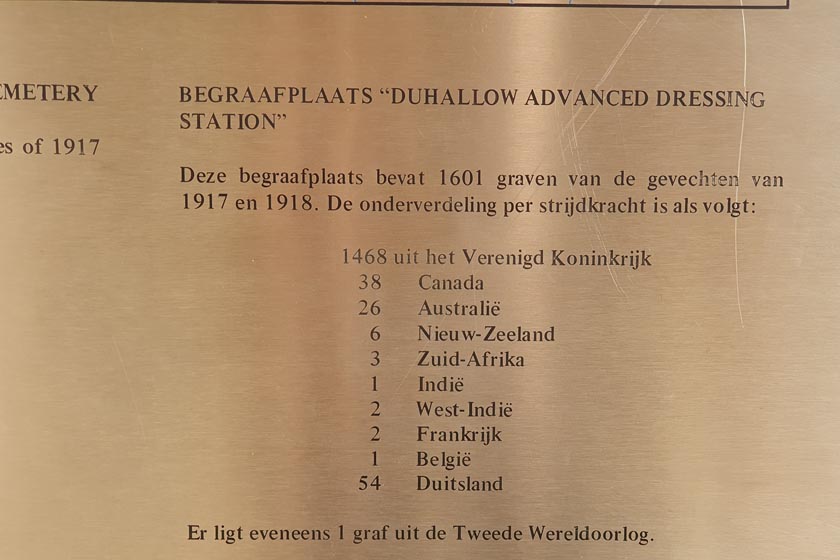 EMETERY
es of 1917
BEGRAAFPLAATS “DUHALLOW ADVANCED DRESSING
STATION”
Deze begraafplaats bevat 1601 graven van de gevechten van
1917 en 1918. De onderverdeling per strijdkracht is als volgt:
1468 uit het Verenigd Koninkrijk
38 Canada
26 Australië
6 Nieuw-Zeeland
3 Zuid-Afrika
1 Indië
2 West-Indië
2 Frankrijk
1 België
54 Duitsland
Er ligt eveneens 1 graf uit de Tweede Wereldoorlog.